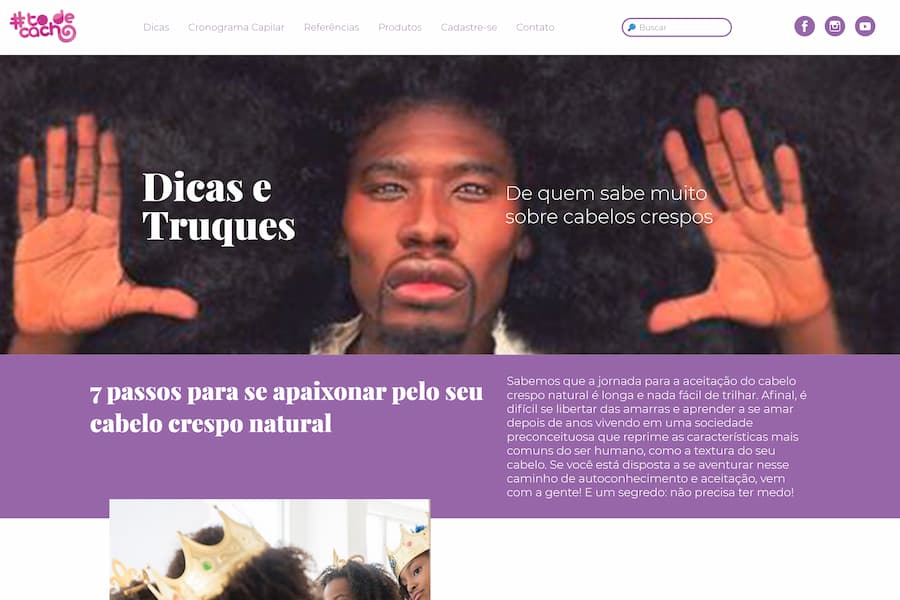 #to de
cacho
Dicas
Cronograma Capilar
Referências
Produtos
Cadastre-se
Contato
Buscar
Dicas e
Truques
De quem sabe muito
sobre cabelos crespos
7 passos para se apaixonar pelo seu
cabelo crespo natural
Sabemos que a jornada para a aceitação do cabelo
crespo natural é longa e nada fácil de trilhar. Afinal, é
difícil se libertar das amarras e aprender a se amar
depois de anos vivendo em uma sociedade
preconceituosa que reprime as características mais
comuns do ser humano, como a textura do seu
cabelo. Se você está disposta a se aventurar nesse
caminho de autoconhecimento e aceitação, vem
com a gente! E um segredo: não precisa ter medo!